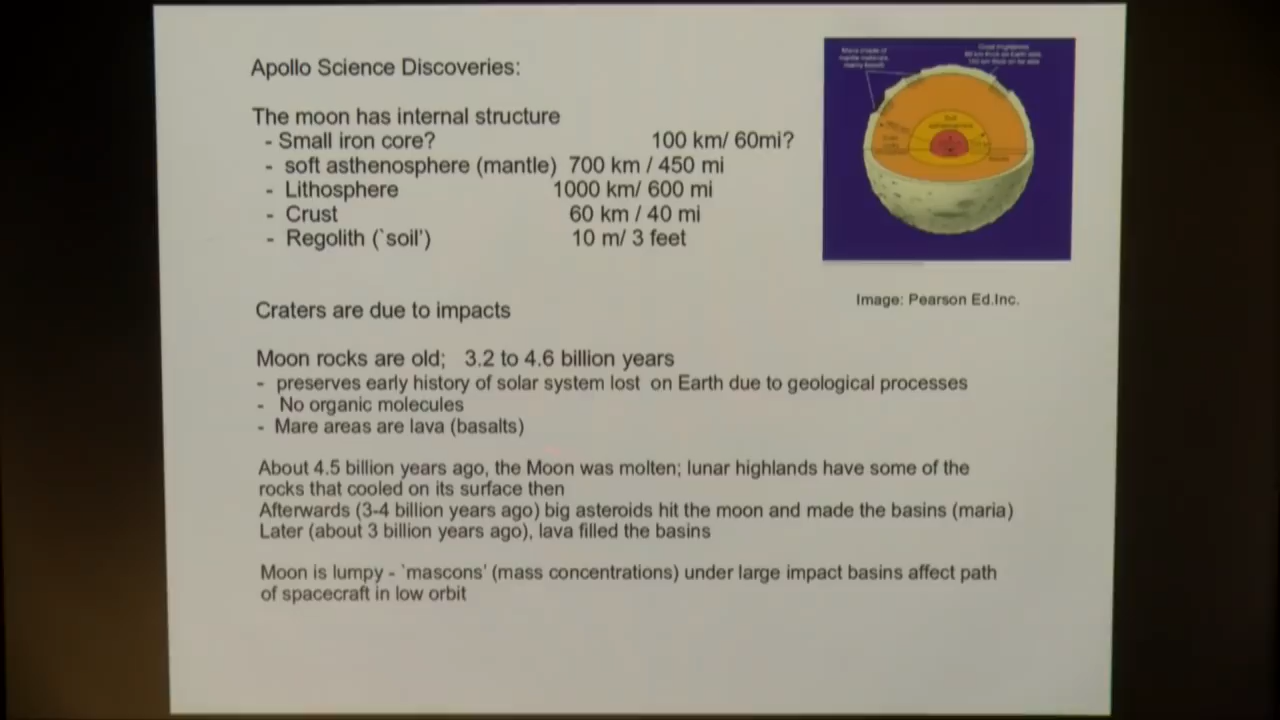 Apollo Science Discoveries:
The moon has internal structure
- Small iron core? 100 km/ 60mi?
- soft asthenosphere (mantle) 700 km / 450 mi
- Lithosphere 1000 km/ 600 mi
- Crust 60 km / 40 mi
- Regolith (`soil') 10 m/ 3 feet
Image: Pearson Ed.Inc.
Craters are due to impacts
Moon rocks are old; 3.2 to 4.6 billion years
- preserves early history of solar system lost on Earth due to geological processes
- No organic molecules
- Mare areas are lava (basalts)
About 4.5 billion years ago, the Moon was molten; lunar highlands have some of the
rocks that cooled on its surface then
Afterwards (3-4 billion years ago) big asteroids hit the moon and made the basins (maria)
Later (about 3 billion years ago), lava filled the basins
Moon is lumpy - `mascons' (mass concentrations) under large impact basins affect path
of spacecraft in low orbit